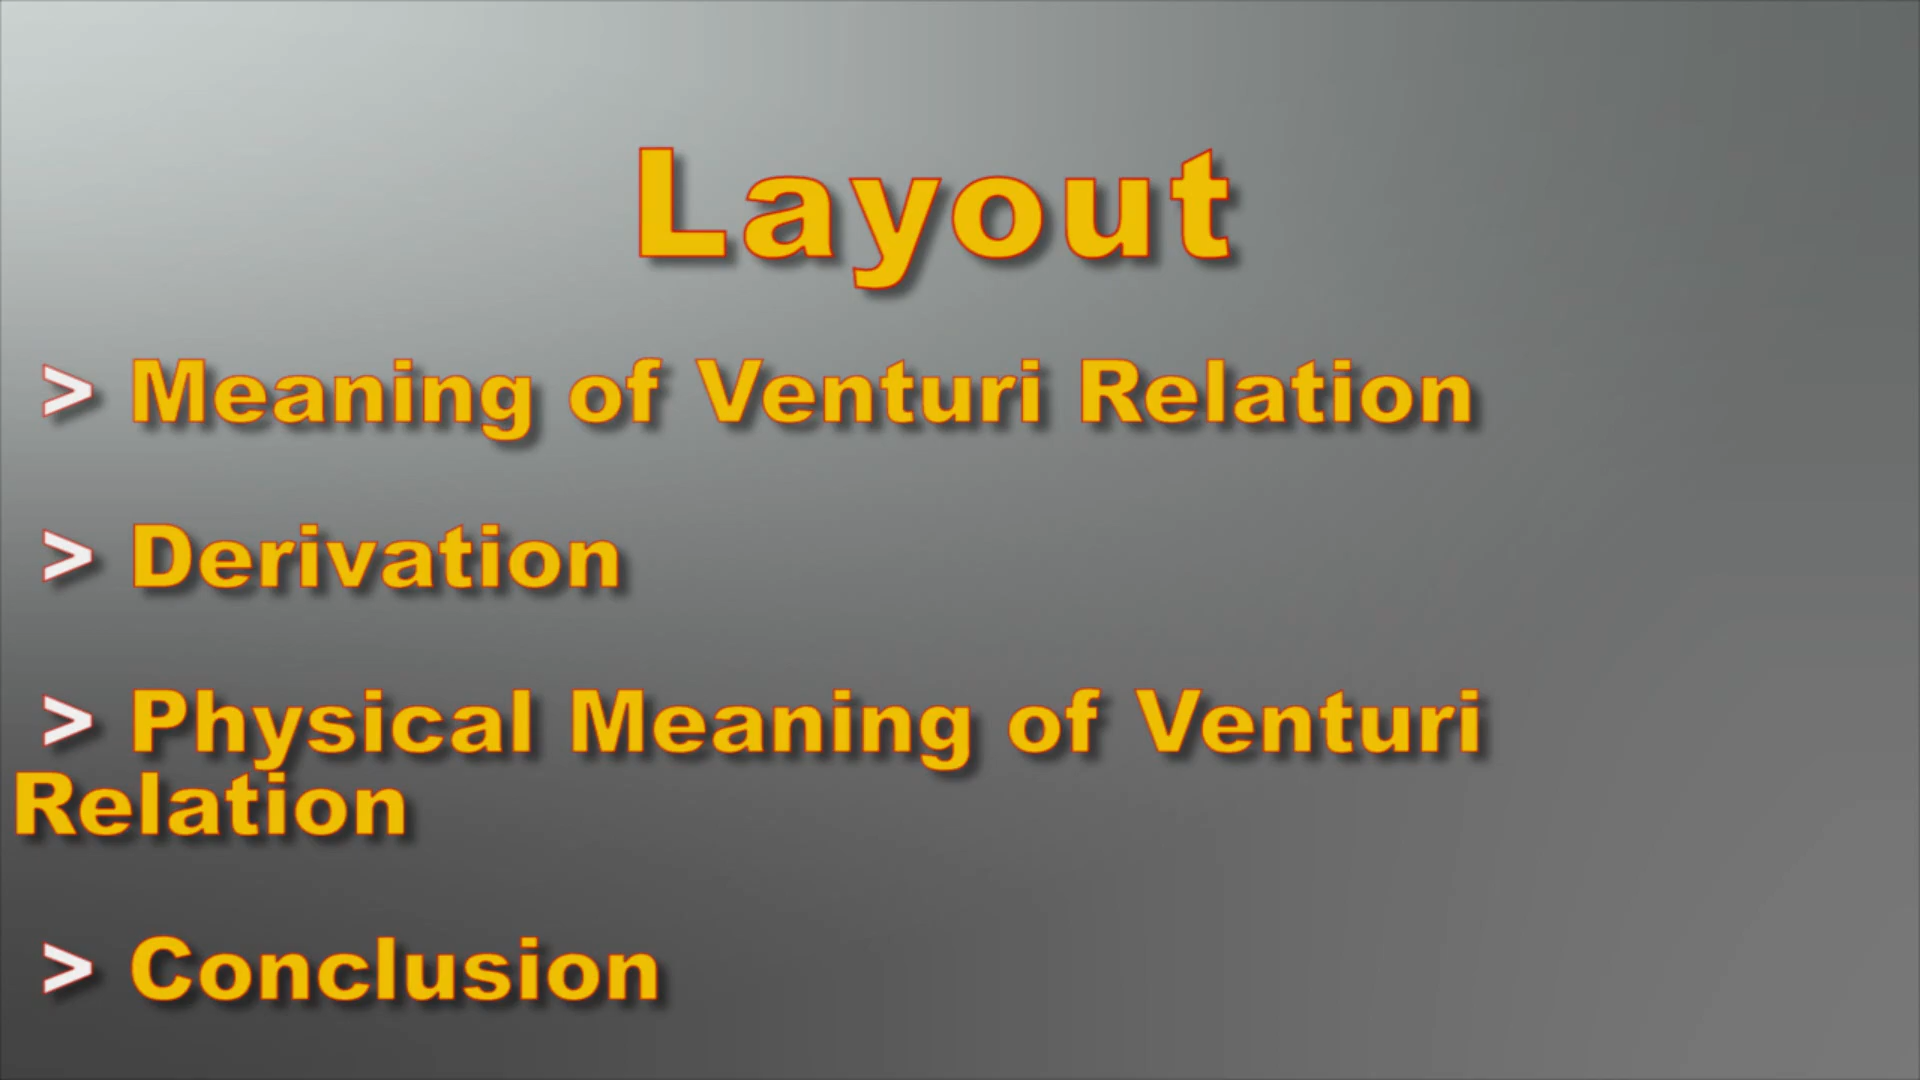 Layout
> Meaning of Venturi Relation
> Derivation
> Physical Meaning of Venturi
Relation
> Conclusion